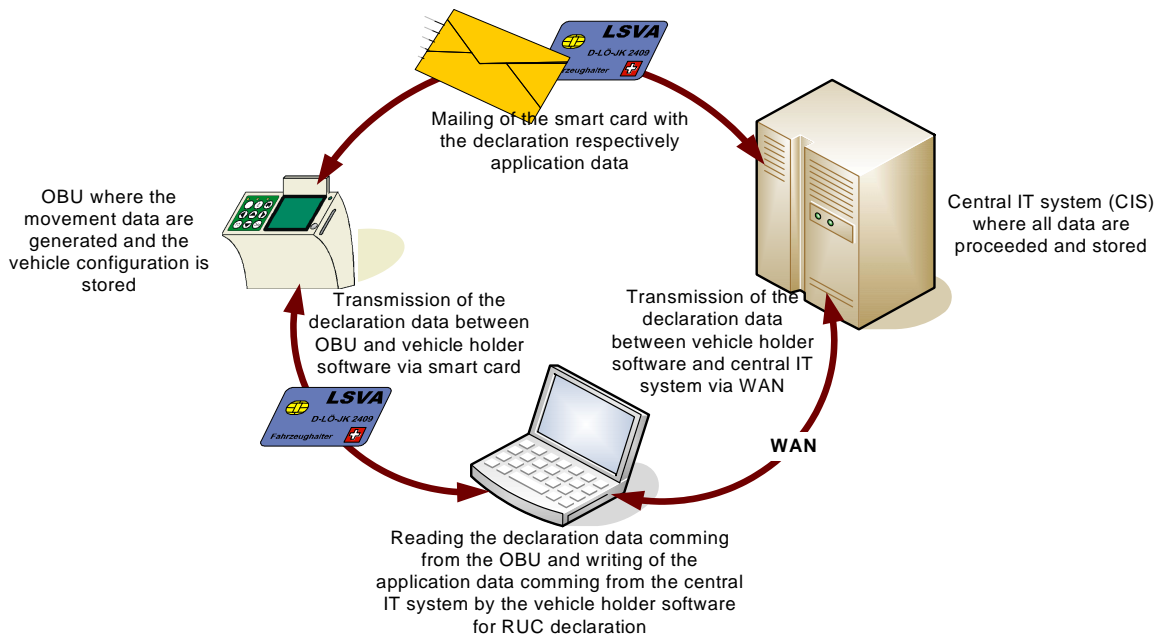 LSVA
D-LÖ-JK 2409
Fahrzeughalter
Mailing of the smart card with
the declaration respectively
application data
OBU where the
movement data are
generated and the
vehicle configuration is
stored
Central IT system (CIS)
where all data are
proceeded and stored
Transmission of the
declaration data between
OBU and vehicle holder
software via smart card
Transmission of the
declaration data
between vehicle holder
software and central IT
system via WAN
LSVA
D-LÖ-JK 2409
Fahrzeughalter
WAN
Reading the declaration data comming
from the OBU and writing of the
application data comming from the central
IT system by the vehicle holder software
for RUC declaration